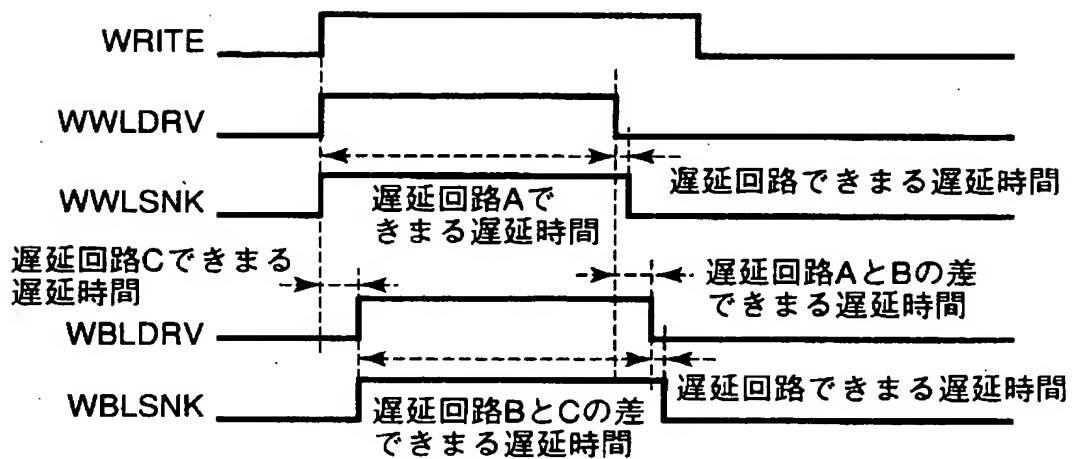 WRITE
WWLDRV
遅延回路できまる遅延時間
WWLSNK
遅延回路Aで
きまる遅延時間
遅延回路Cできまる
遅延時間
遅延回路AとBの差
できまる遅延時間
WBLDRV
遅延回路できまる遅延時間
WBLSNK
遅延回路BとCの差
できまる遅延時間